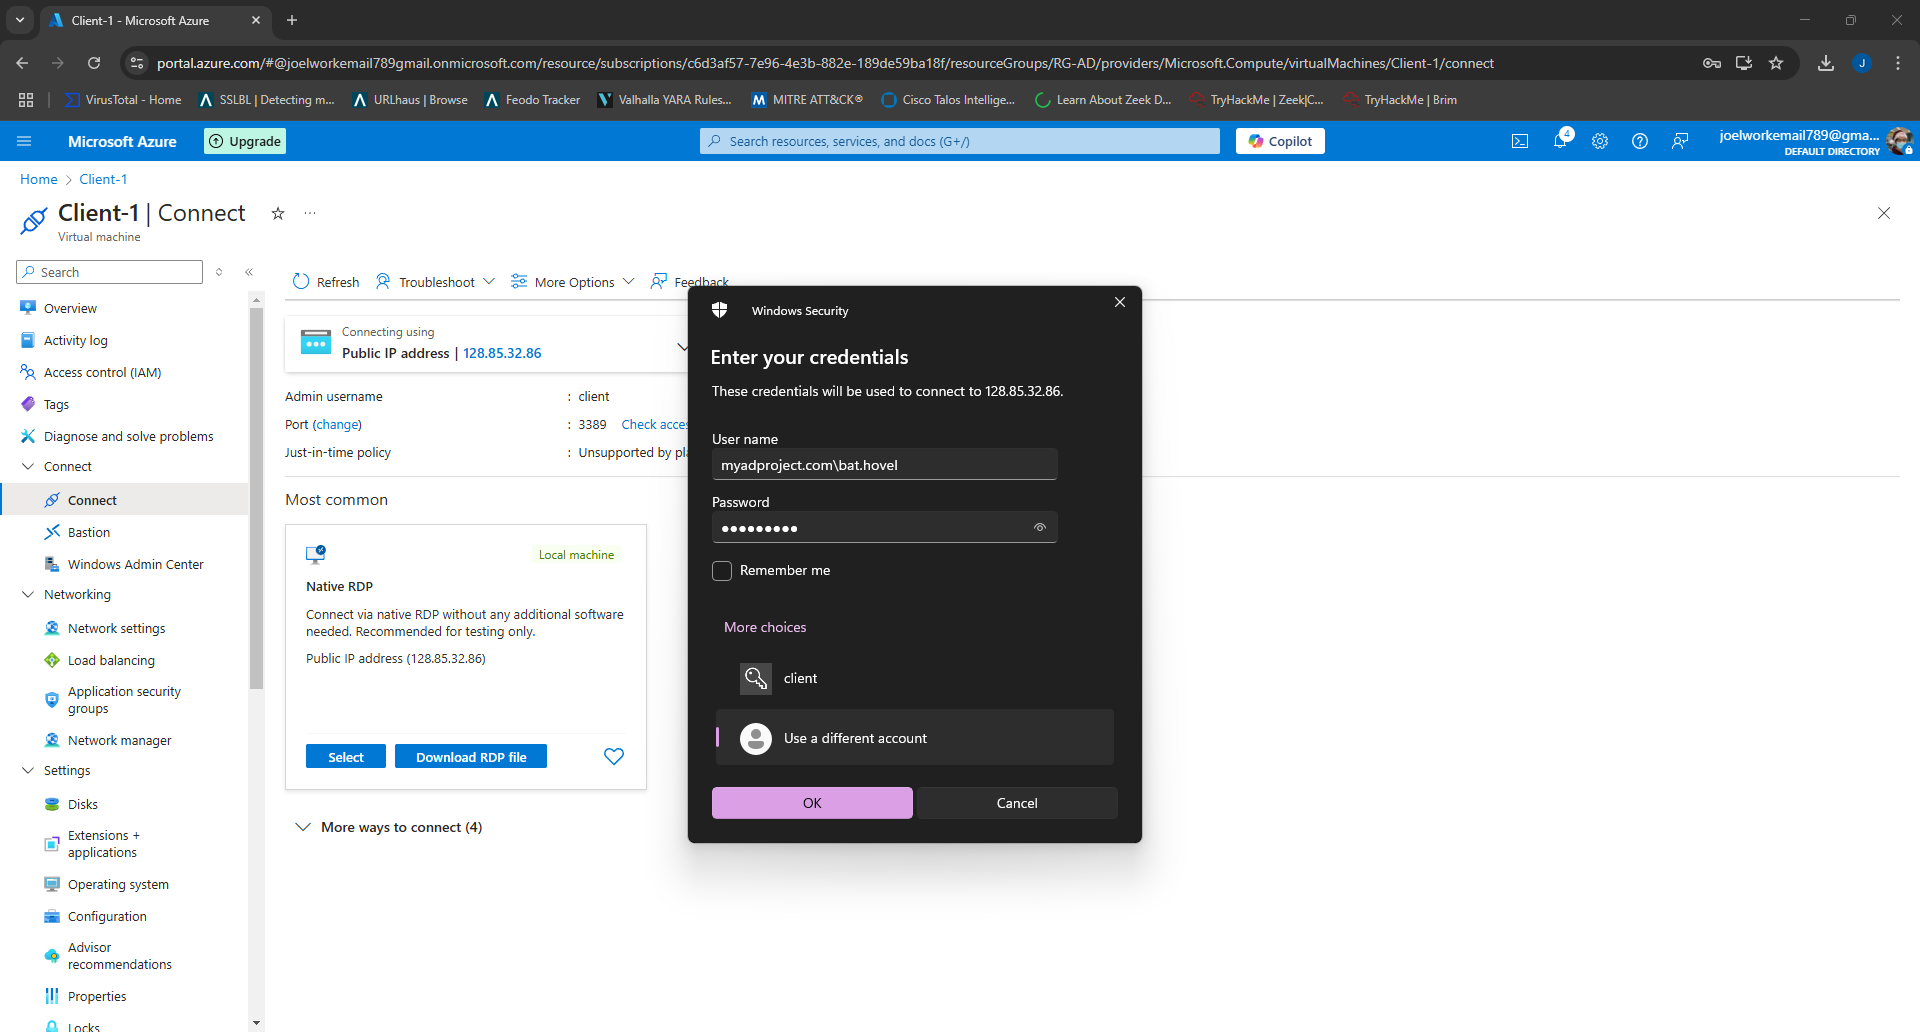 Client-1 - Microsoft Azure
portal.azure.com/#@joelworkemail789gmail.onmicrosoft.com/resource/subscriptions/c6d3af57-7e96-4e3b-882e-189de59ba18f/resourceGroups/RG-AD/providers/Microsoft.Compute/virtualMachines/Client-1/connect
J
VirusTotal - Home
SSLBL | Detecting m...
URLhaus | Browse
Feodo Tracker
Valhalla YARA Rules...
MITRE ATT&CK®
Cisco Talos Intellige...
Learn About Zeek D...
TryHackMe | Zeek|C...
TryHackMe | Brim
Microsoft Azure
Upgrade
Search resources, services, and docs (G+/)
Copilot
4
joelworkemail789@gma...
DEFAULT DIRECTORY
Home > Client-1
Client-1 | Connect
Virtual machine
Search
Overview
Activity log
Access control (IAM)
Tags
Diagnose and solve problems
Connect
Connect
Bastion
Windows Admin Center
Networking
Network settings
Load balancing
Application security
groups
Network manager
Settings
Disks
Extensions +
applications
Operating system
Configuration
Advisor
recommendations
Properties
Locks
Refresh
Troubleshoot
More Options
Feedback
Connecting using
Public IP address | 128.85.32.86
Admin username : client
Port (change) : 3389 Check acces
Just-in-time policy : Unsupported by pla
Most common
Local machine
Native RDP
Connect via native RDP without any additional software
needed. Recommended for testing only.
Public IP address (128.85.32.86)
Select
Download RDP file
More ways to connect (4)
Windows Security
Enter your credentials
These credentials will be used to connect to 128.85.32.86.
User name
myadproject.com\bat.hovel
Password
Remember me
More choices
client
Use a different account
OK
Cancel